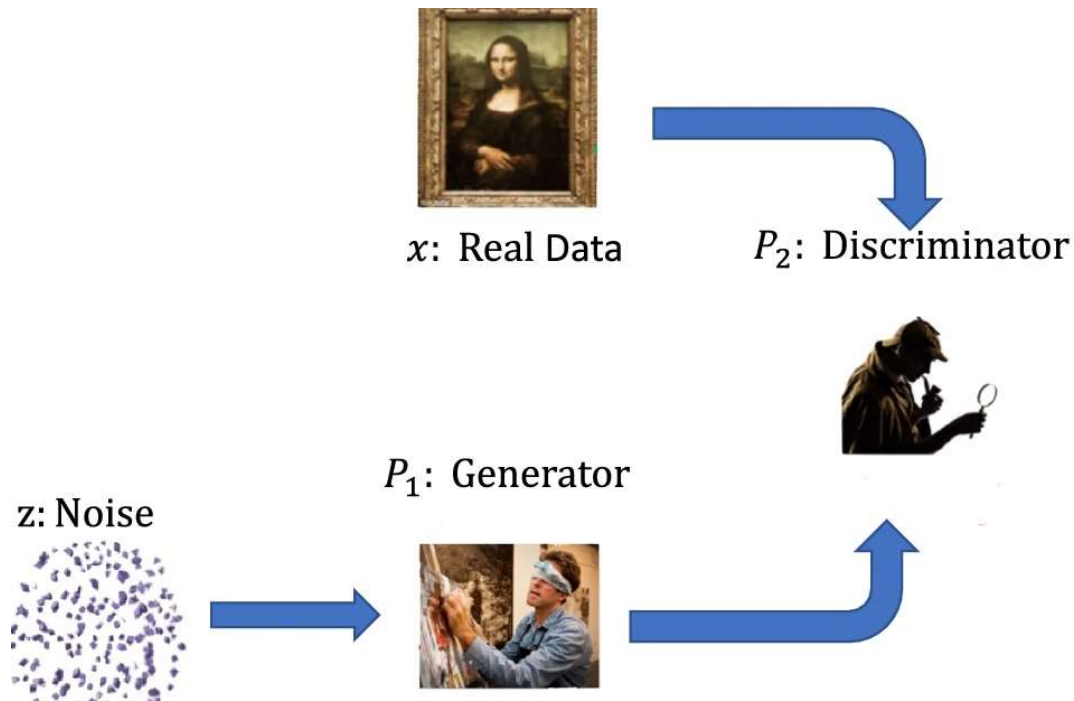 x: Real Data
P₂: Discriminator
P₁: Generator
z: Noise